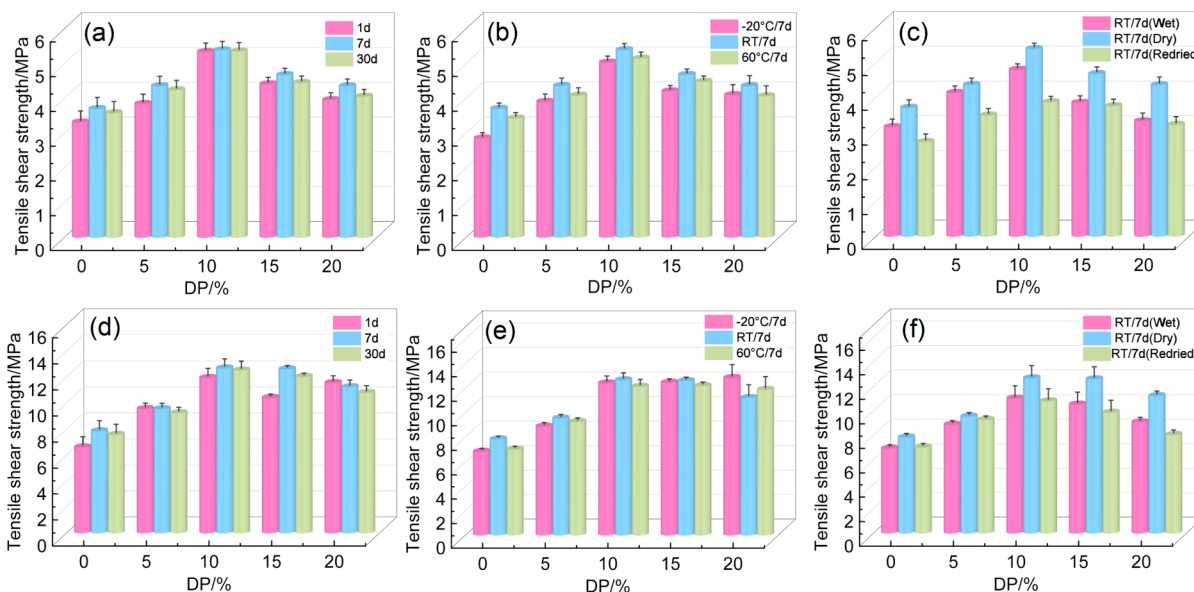 (a)
1d
7d
30d
Tensile shear strength/MPa
6
5
4
3
2
1
0
0 5 10 15 20
DP/%
(b)
-20°C/7d
RT/7d
60°C/7d
Tensile shear strength/MPa
6
5
4
3
2
1
0
0 5 10 15 20
DP/%
(c)
RT/7d(Wet)
RT/7d(Dry)
RT/7d(Redried)
Tensile shear strength/MPa
6
5
4
3
2
1
0
0 5 10 15 20
DP/%
(d)
1d
7d
30d
Tensile shear strength/MPa
16
14
12
10
8
6
4
2
0
0 5 10 15 20
DP/%
(e)
-20°C/7d
RT/7d
60°C/7d
Tensile shear strength/MPa
16
14
12
10
8
6
4
2
0
0 5 10 15 20
DP/%
(f)
RT/7d(Wet)
RT/7d(Dry)
RT/7d(Redried)
Tensile shear strength/MPa
16
14
12
10
8
6
4
2
0
0 5 10 15 20
DP/%